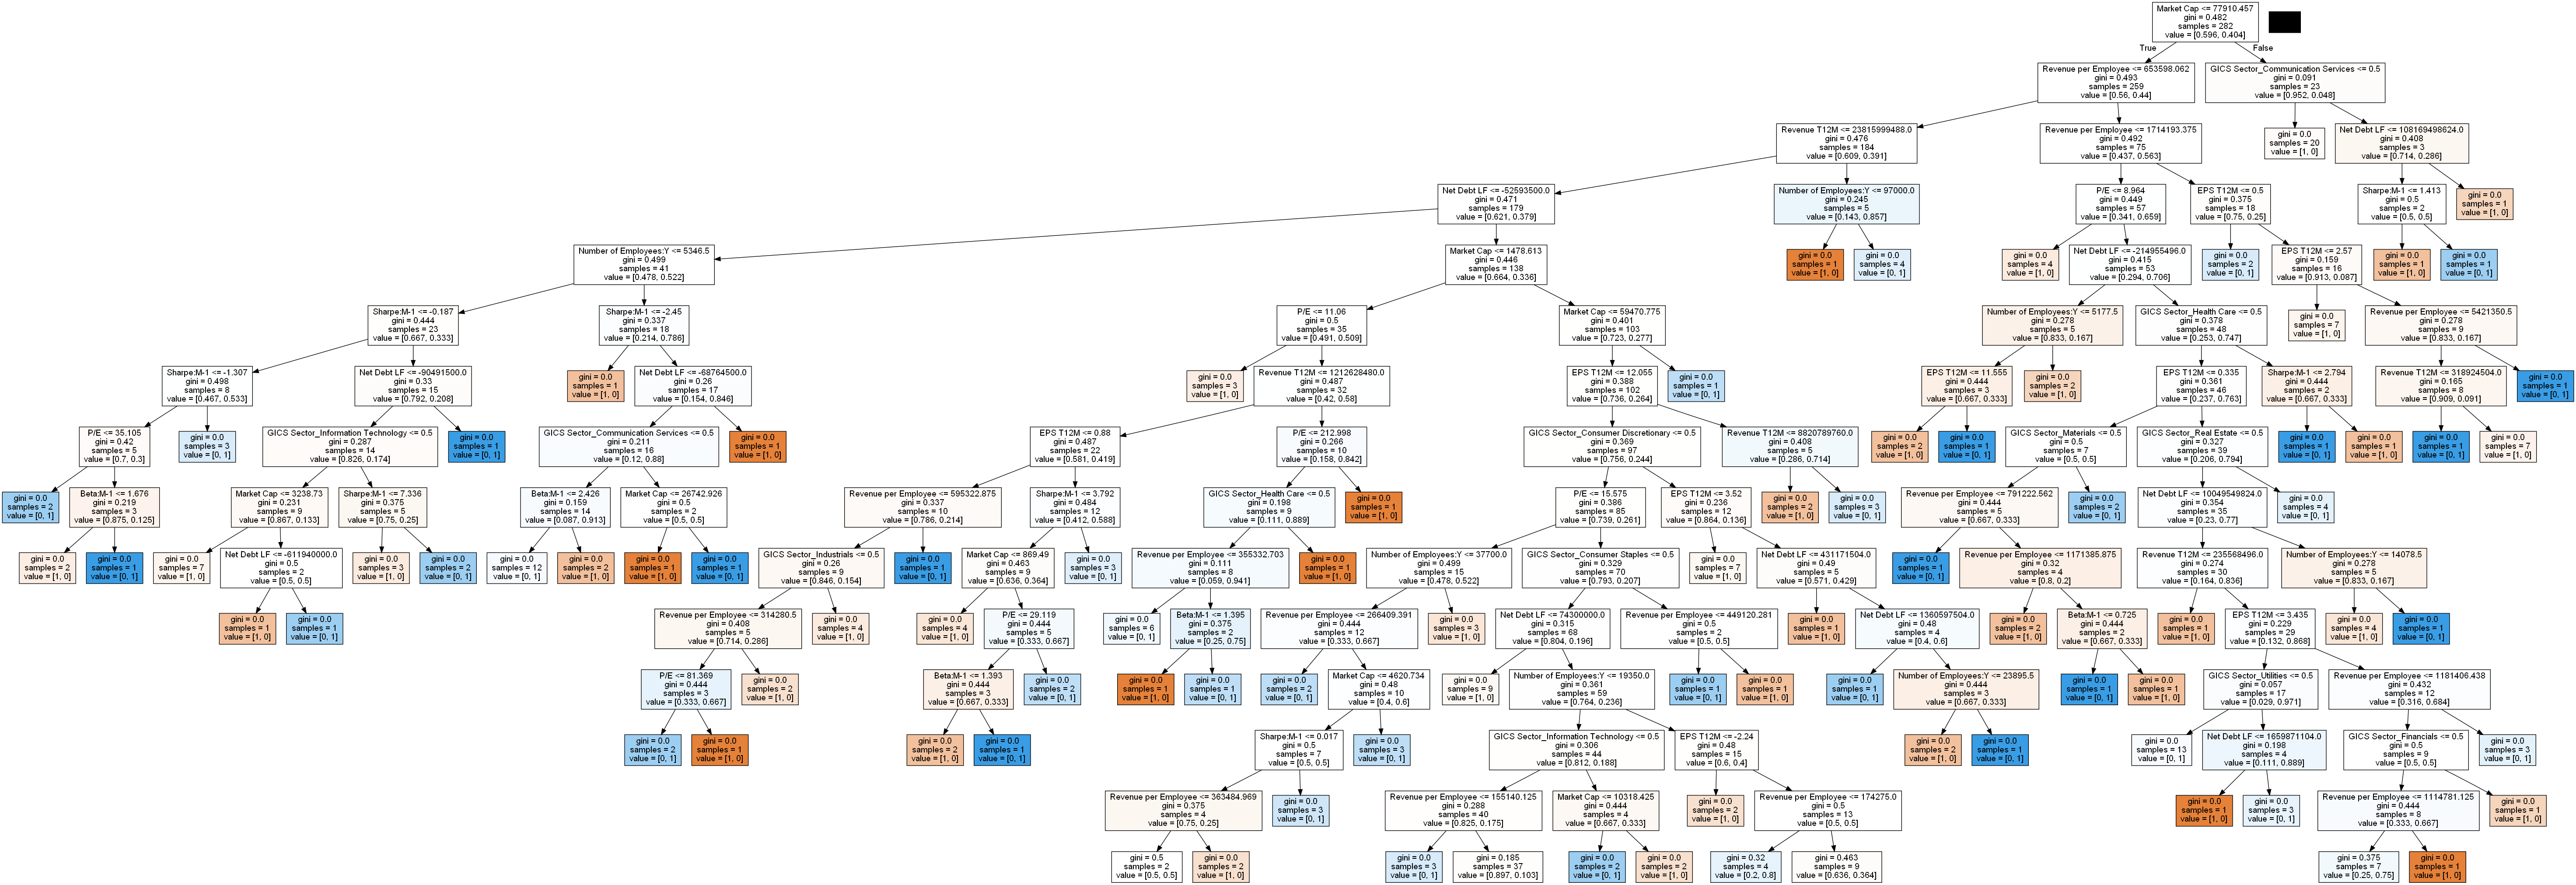 Market Cap <= 77910.457
gini = 0.482
samples = 282
value = [0.596, 0.404]
True
False
Revenue per Employee <= 653598.062
gini = 0.493
samples = 259
value = [0.56, 0.44]
GICS Sector_Communication Services <= 0.5
gini = 0.091
samples = 23
value = [0.952, 0.048]
Revenue T12M <= 23815999488.0
gini = 0.476
samples = 184
value = [0.609, 0.391]
Revenue per Employee <= 1714193.375
gini = 0.492
samples = 75
value = [0.437, 0.563]
gini = 0.0
samples = 20
value = [1, 0]
Net Debt LF <= 108169498624.0
gini = 0.408
samples = 3
value = [0.714, 0.286]
Net Debt LF <= -52593500.0
gini = 0.471
samples = 179
value = [0.621, 0.379]
Number of Employees:Y <= 97000.0
gini = 0.245
samples = 5
value = [0.143, 0.857]
P/E <= 8.964
gini = 0.449
samples = 57
value = [0.341, 0.659]
EPS T12M <= 0.5
gini = 0.375
samples = 18
value = [0.75, 0.25]
Sharpe:M-1 <= 1.413
gini = 0.5
samples = 2
value = [0.5, 0.5]
gini = 0.0
samples = 1
value = [1, 0]
Number of Employees:Y <= 5346.5
gini = 0.499
samples = 41
value = [0.478, 0.522]
Market Cap <= 1478.613
gini = 0.446
samples = 138
value = [0.664, 0.336]
gini = 0.0
samples = 1
value = [1, 0]
gini = 0.0
samples = 4
value = [0, 1]
gini = 0.0
samples = 4
value = [1, 0]
Net Debt LF <= -214955496.0
gini = 0.415
samples = 53
value = [0.294, 0.706]
gini = 0.0
samples = 2
value = [0, 1]
EPS T12M <= 2.57
gini = 0.159
samples = 16
value = [0.913, 0.087]
gini = 0.0
samples = 1
value = [1, 0]
gini = 0.0
samples = 1
value = [0, 1]
Sharpe:M-1 <= -0.187
gini = 0.444
samples = 23
value = [0.667, 0.333]
Sharpe:M-1 <= -2.45
gini = 0.337
samples = 18
value = [0.214, 0.786]
P/E <= 11.06
gini = 0.5
samples = 35
value = [0.491, 0.509]
Market Cap <= 59470.775
gini = 0.401
samples = 103
value = [0.723, 0.277]
Number of Employees:Y <= 5177.5
gini = 0.278
samples = 5
value = [0.833, 0.167]
GICS Sector_Health Care <= 0.5
gini = 0.378
samples = 48
value = [0.253, 0.747]
gini = 0.0
samples = 7
value = [1, 0]
Revenue per Employee <= 5421350.5
gini = 0.278
samples = 9
value = [0.833, 0.167]
Sharpe:M-1 <= -1.307
gini = 0.498
samples = 8
value = [0.467, 0.533]
Net Debt LF <= -90491500.0
gini = 0.33
samples = 15
value = [0.792, 0.208]
gini = 0.0
samples = 1
value = [1, 0]
Net Debt LF <= -68764500.0
gini = 0.26
samples = 17
value = [0.154, 0.846]
gini = 0.0
samples = 3
value = [1, 0]
Revenue T12M <= 1212628480.0
gini = 0.487
samples = 32
value = [0.42, 0.58]
EPS T12M <= 12.055
gini = 0.388
samples = 102
value = [0.736, 0.264]
gini = 0.0
samples = 1
value = [0, 1]
EPS T12M <= 11.555
gini = 0.444
samples = 3
value = [0.667, 0.333]
gini = 0.0
samples = 2
value = [1, 0]
EPS T12M <= 0.335
gini = 0.361
samples = 46
value = [0.237, 0.763]
Sharpe:M-1 <= 2.794
gini = 0.444
samples = 2
value = [0.667, 0.333]
Revenue T12M <= 318924504.0
gini = 0.165
samples = 8
value = [0.909, 0.091]
gini = 0.0
samples = 1
value = [0, 1]
P/E <= 35.105
gini = 0.42
samples = 5
value = [0.7, 0.3]
gini = 0.0
samples = 3
value = [0, 1]
GICS Sector_Information Technology <= 0.5
gini = 0.287
samples = 14
value = [0.826, 0.174]
gini = 0.0
samples = 1
value = [0, 1]
GICS Sector_Communication Services <= 0.5
gini = 0.211
samples = 16
value = [0.12, 0.88]
gini = 0.0
samples = 1
value = [1, 0]
EPS T12M <= 0.88
gini = 0.487
samples = 22
value = [0.581, 0.419]
P/E <= 212.998
gini = 0.266
samples = 10
value = [0.158, 0.842]
GICS Sector_Consumer Discretionary <= 0.5
gini = 0.369
samples = 97
value = [0.756, 0.244]
Revenue T12M <= 8820789760.0
gini = 0.408
samples = 5
value = [0.286, 0.714]
gini = 0.0
samples = 2
value = [1, 0]
gini = 0.0
samples = 1
value = [0, 1]
GICS Sector_Materials <= 0.5
gini = 0.5
samples = 7
value = [0.5, 0.5]
GICS Sector_Real Estate <= 0.5
gini = 0.327
samples = 39
value = [0.206, 0.794]
gini = 0.0
samples = 1
value = [0, 1]
gini = 0.0
samples = 1
value = [1, 0]
gini = 0.0
samples = 1
value = [0, 1]
gini = 0.0
samples = 7
value = [1, 0]
gini = 0.0
samples = 2
value = [0, 1]
Beta:M-1 <= 1.676
gini = 0.219
samples = 3
value = [0.875, 0.125]
Market Cap <= 3238.73
gini = 0.231
samples = 9
value = [0.867, 0.133]
Sharpe:M-1 <= 7.336
gini = 0.375
samples = 5
value = [0.75, 0.25]
Beta:M-1 <= 2.426
gini = 0.159
samples = 14
value = [0.087, 0.913]
Market Cap <= 26742.926
gini = 0.5
samples = 2
value = [0.5, 0.5]
Revenue per Employee <= 595322.875
gini = 0.337
samples = 10
value = [0.786, 0.214]
Sharpe:M-1 <= 3.792
gini = 0.484
samples = 12
value = [0.412, 0.588]
GICS Sector_Health Care <= 0.5
gini = 0.198
samples = 9
value = [0.111, 0.889]
gini = 0.0
samples = 1
value = [1, 0]
P/E <= 15.575
gini = 0.386
samples = 85
value = [0.739, 0.261]
EPS T12M <= 3.52
gini = 0.236
samples = 12
value = [0.864, 0.136]
gini = 0.0
samples = 2
value = [1, 0]
gini = 0.0
samples = 3
value = [0, 1]
Revenue per Employee <= 791222.562
gini = 0.444
samples = 5
value = [0.667, 0.333]
gini = 0.0
samples = 2
value = [0, 1]
Net Debt LF <= 10049549824.0
gini = 0.354
samples = 35
value = [0.23, 0.77]
gini = 0.0
samples = 4
value = [0, 1]
gini = 0.0
samples = 2
value = [1, 0]
gini = 0.0
samples = 1
value = [0, 1]
gini = 0.0
samples = 7
value = [1, 0]
Net Debt LF <= -611940000.0
gini = 0.5
samples = 2
value = [0.5, 0.5]
gini = 0.0
samples = 3
value = [1, 0]
gini = 0.0
samples = 2
value = [0, 1]
gini = 0.0
samples = 12
value = [0, 1]
gini = 0.0
samples = 2
value = [1, 0]
gini = 0.0
samples = 1
value = [1, 0]
gini = 0.0
samples = 1
value = [0, 1]
GICS Sector_Industrials <= 0.5
gini = 0.26
samples = 9
value = [0.846, 0.154]
gini = 0.0
samples = 1
value = [0, 1]
Market Cap <= 869.49
gini = 0.463
samples = 9
value = [0.636, 0.364]
gini = 0.0
samples = 3
value = [0, 1]
Revenue per Employee <= 355332.703
gini = 0.111
samples = 8
value = [0.059, 0.941]
gini = 0.0
samples = 1
value = [1, 0]
Number of Employees:Y <= 37700.0
gini = 0.499
samples = 15
value = [0.478, 0.522]
GICS Sector_Consumer Staples <= 0.5
gini = 0.329
samples = 70
value = [0.793, 0.207]
gini = 0.0
samples = 7
value = [1, 0]
Net Debt LF <= 431171504.0
gini = 0.49
samples = 5
value = [0.571, 0.429]
gini = 0.0
samples = 1
value = [0, 1]
Revenue per Employee <= 1171385.875
gini = 0.32
samples = 4
value = [0.8, 0.2]
Revenue T12M <= 235568496.0
gini = 0.274
samples = 30
value = [0.164, 0.836]
Number of Employees:Y <= 14078.5
gini = 0.278
samples = 5
value = [0.833, 0.167]
gini = 0.0
samples = 1
value = [1, 0]
gini = 0.0
samples = 1
value = [0, 1]
Revenue per Employee <= 314280.5
gini = 0.408
samples = 5
value = [0.714, 0.286]
gini = 0.0
samples = 4
value = [1, 0]
gini = 0.0
samples = 4
value = [1, 0]
P/E <= 29.119
gini = 0.444
samples = 5
value = [0.333, 0.667]
gini = 0.0
samples = 6
value = [0, 1]
Beta:M-1 <= 1.395
gini = 0.375
samples = 2
value = [0.25, 0.75]
Revenue per Employee <= 266409.391
gini = 0.444
samples = 12
value = [0.333, 0.667]
gini = 0.0
samples = 3
value = [1, 0]
Net Debt LF <= 74300000.0
gini = 0.315
samples = 68
value = [0.804, 0.196]
Revenue per Employee <= 449120.281
gini = 0.5
samples = 2
value = [0.5, 0.5]
gini = 0.0
samples = 1
value = [1, 0]
Net Debt LF <= 1360597504.0
gini = 0.48
samples = 4
value = [0.4, 0.6]
gini = 0.0
samples = 2
value = [1, 0]
Beta:M-1 <= 0.725
gini = 0.444
samples = 2
value = [0.667, 0.333]
gini = 0.0
samples = 1
value = [1, 0]
EPS T12M <= 3.435
gini = 0.229
samples = 29
value = [0.132, 0.868]
gini = 0.0
samples = 4
value = [1, 0]
gini = 0.0
samples = 1
value = [0, 1]
P/E <= 81.369
gini = 0.444
samples = 3
value = [0.333, 0.667]
gini = 0.0
samples = 2
value = [1, 0]
Beta:M-1 <= 1.393
gini = 0.444
samples = 3
value = [0.667, 0.333]
gini = 0.0
samples = 2
value = [0, 1]
gini = 0.0
samples = 1
value = [1, 0]
gini = 0.0
samples = 1
value = [0, 1]
gini = 0.0
samples = 2
value = [0, 1]
Market Cap <= 4620.734
gini = 0.48
samples = 10
value = [0.4, 0.6]
gini = 0.0
samples = 9
value = [1, 0]
Number of Employees:Y <= 19350.0
gini = 0.361
samples = 59
value = [0.764, 0.236]
gini = 0.0
samples = 1
value = [0, 1]
gini = 0.0
samples = 1
value = [1, 0]
gini = 0.0
samples = 1
value = [0, 1]
Number of Employees:Y <= 23895.5
gini = 0.444
samples = 3
value = [0.667, 0.333]
gini = 0.0
samples = 1
value = [0, 1]
gini = 0.0
samples = 1
value = [1, 0]
GICS Sector_Utilities <= 0.5
gini = 0.057
samples = 17
value = [0.029, 0.971]
Revenue per Employee <= 1181406.438
gini = 0.432
samples = 12
value = [0.316, 0.684]
gini = 0.0
samples = 2
value = [0, 1]
gini = 0.0
samples = 1
value = [1, 0]
gini = 0.0
samples = 2
value = [1, 0]
gini = 0.0
samples = 1
value = [0, 1]
Sharpe:M-1 <= 0.017
gini = 0.5
samples = 7
value = [0.5, 0.5]
gini = 0.0
samples = 3
value = [0, 1]
GICS Sector_Information Technology <= 0.5
gini = 0.306
samples = 44
value = [0.812, 0.188]
EPS T12M <= -2.24
gini = 0.48
samples = 15
value = [0.6, 0.4]
gini = 0.0
samples = 2
value = [1, 0]
gini = 0.0
samples = 1
value = [0, 1]
gini = 0.0
samples = 13
value = [0, 1]
Net Debt LF <= 1659871104.0
gini = 0.198
samples = 4
value = [0.111, 0.889]
GICS Sector_Financials <= 0.5
gini = 0.5
samples = 9
value = [0.5, 0.5]
gini = 0.0
samples = 3
value = [0, 1]
Revenue per Employee <= 363484.969
gini = 0.375
samples = 4
value = [0.75, 0.25]
gini = 0.0
samples = 3
value = [0, 1]
Revenue per Employee <= 155140.125
gini = 0.288
samples = 40
value = [0.825, 0.175]
Market Cap <= 10318.425
gini = 0.444
samples = 4
value = [0.667, 0.333]
gini = 0.0
samples = 2
value = [1, 0]
Revenue per Employee <= 174275.0
gini = 0.5
samples = 13
value = [0.5, 0.5]
gini = 0.0
samples = 1
value = [1, 0]
gini = 0.0
samples = 3
value = [0, 1]
Revenue per Employee <= 1114781.125
gini = 0.444
samples = 8
value = [0.333, 0.667]
gini = 0.0
samples = 1
value = [1, 0]
gini = 0.5
samples = 2
value = [0.5, 0.5]
gini = 0.0
samples = 2
value = [1, 0]
gini = 0.0
samples = 3
value = [0, 1]
gini = 0.185
samples = 37
value = [0.897, 0.103]
gini = 0.0
samples = 2
value = [0, 1]
gini = 0.0
samples = 2
value = [1, 0]
gini = 0.32
samples = 4
value = [0.2, 0.8]
gini = 0.463
samples = 9
value = [0.636, 0.364]
gini = 0.375
samples = 7
value = [0.25, 0.75]
gini = 0.0
samples = 1
value = [1, 0]